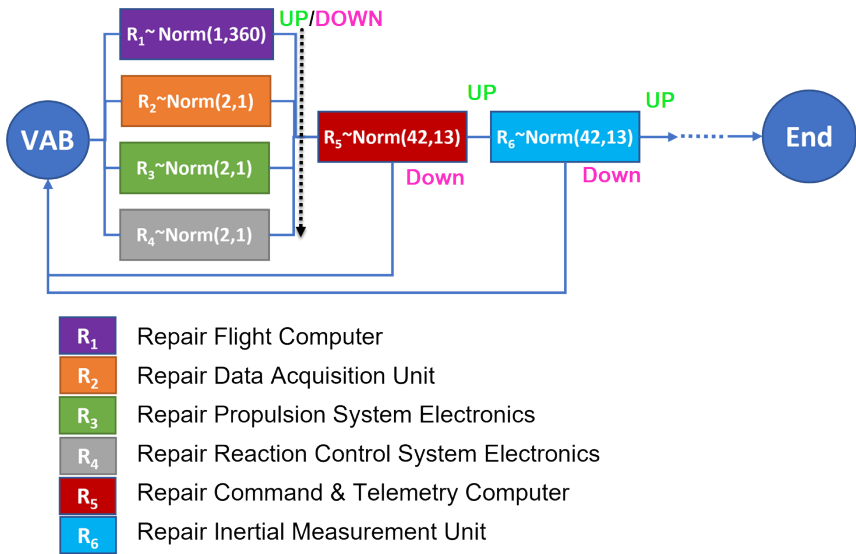 UP/DOWN
R₁~ Norm(1,360)
R₂~Norm(2,1)
R₃~Norm(2,1)
R₄~Norm(2,1)
VAB
R₅~Norm(42,13)
UP
Down
R₆~Norm(42,13)
UP
Down
End
R₁ Repair Flight Computer
R₂ Repair Data Acquisition Unit
R₃ Repair Propulsion System Electronics
R₄ Repair Reaction Control System Electronics
R₅ Repair Command & Telemetry Computer
R₆ Repair Inertial Measurement Unit